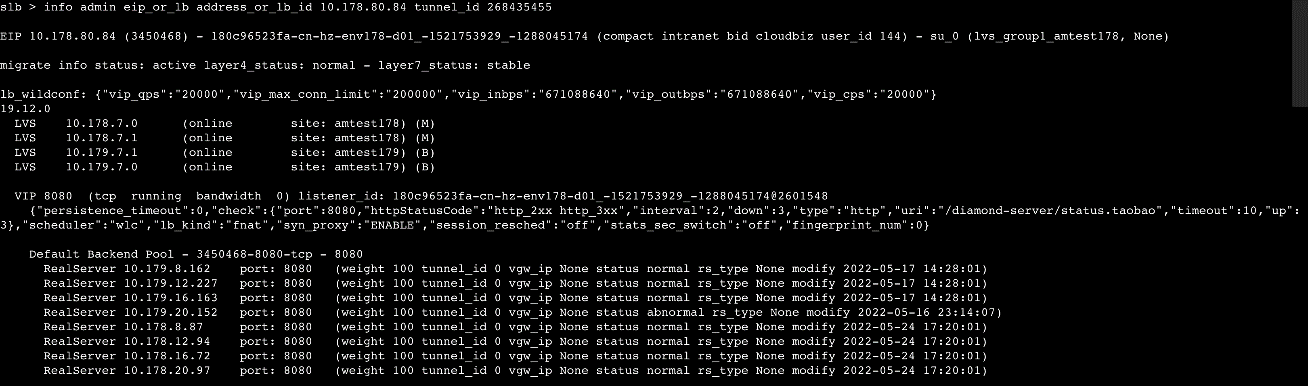 slb > info admin eip_or_lb address_or_lb_id 10.178.80.84 tunnel_id 268435455
EIP 10.178.80.84 (3450468) - 180c96523fa-cn-hz-env178-d01_-1521753929_-1288045174 (compact intranet bid cloudbiz user_id 144) - su_0 (lvs_group1_amtest178, None)
migrate info status: active layer4_status: normal - layer7_status: stable
lb_wildconf: {"vip_qps":"20000","vip_max_conn_limit":"200000","vip_inbps":"671088640","vip_outbps":"671088640","vip_cps":"20000"}
19.12.0
LVS 10.178.7.0 (online site: amtest178) (M)
LVS 10.178.7.1 (online site: amtest178) (M)
LVS 10.179.7.1 (online site: amtest179) (B)
LVS 10.179.7.0 (online site: amtest179) (B)
VIP 8080 (tcp running bandwidth 0) listener_id: 180c96523fa-cn-hz-env178-d01_-1521753929_-1288045174@2601548
{"persistence_timeout":0,"check":{"port":8080,"httpStatusCode":"http_2xx http_3xx","interval":2,"down":3,"type":"http","uri":"/diamond-server/status.taobao","timeout":10,"up":
3},"scheduler":"wlc","lb_kind":"fnat","syn_proxy":"ENABLE","session_resched":"off","stats_sec_switch":"off","fingerprint_num":0}
Default Backend Pool - 3450468-8080-tcp - 8080
RealServer 10.179.8.162 port: 8080 (weight 100 tunnel_id 0 vgw_ip None status normal rs_type None modify 2022-05-17 14:28:01)
RealServer 10.179.12.227 port: 8080 (weight 100 tunnel_id 0 vgw_ip None status normal rs_type None modify 2022-05-17 14:28:01)
RealServer 10.179.16.163 port: 8080 (weight 100 tunnel_id 0 vgw_ip None status normal rs_type None modify 2022-05-17 14:28:01)
RealServer 10.179.20.152 port: 8080 (weight 100 tunnel_id 0 vgw_ip None status abnormal rs_type None modify 2022-05-16 23:14:07)
RealServer 10.178.8.87 port: 8080 (weight 100 tunnel_id 0 vgw_ip None status normal rs_type None modify 2022-05-24 17:20:01)
RealServer 10.178.12.94 port: 8080 (weight 100 tunnel_id 0 vgw_ip None status normal rs_type None modify 2022-05-24 17:20:01)
RealServer 10.178.16.72 port: 8080 (weight 100 tunnel_id 0 vgw_ip None status normal rs_type None modify 2022-05-24 17:20:01)
RealServer 10.178.20.97 port: 8080 (weight 100 tunnel_id 0 vgw_ip None status normal rs_type None modify 2022-05-24 17:20:01)